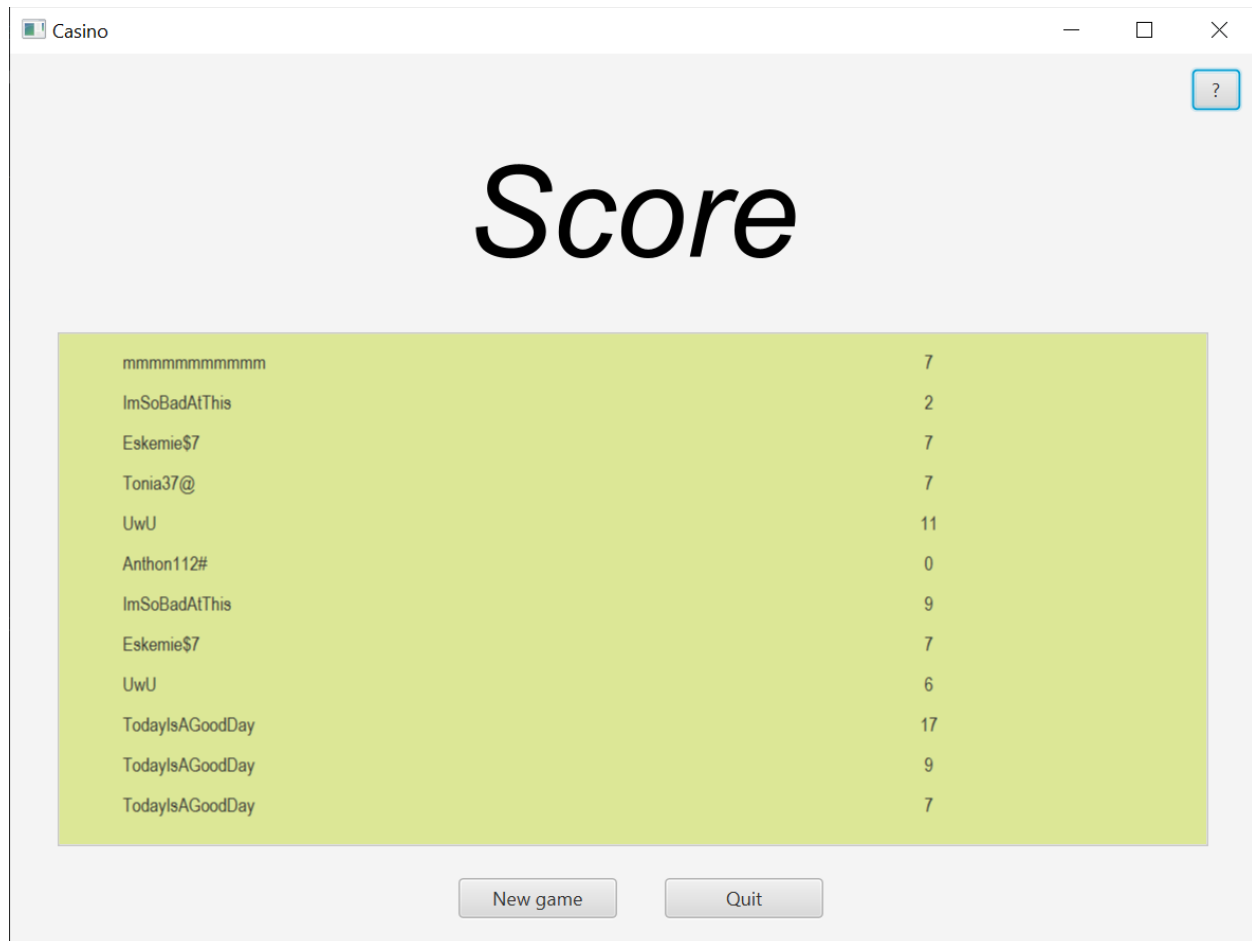 Casino
?
Score
mmmmmmmmmmm 7
ImSoBadAtThis 2
Eskemie$7 7
Tonia37@ 7
UwU 11
Anthon112# 0
ImSoBadAtThis 9
Eskemie$7 7
UwU 6
TodayIsAGoodDay 17
TodayIsAGoodDay 9
TodayIsAGoodDay 7
New game Quit